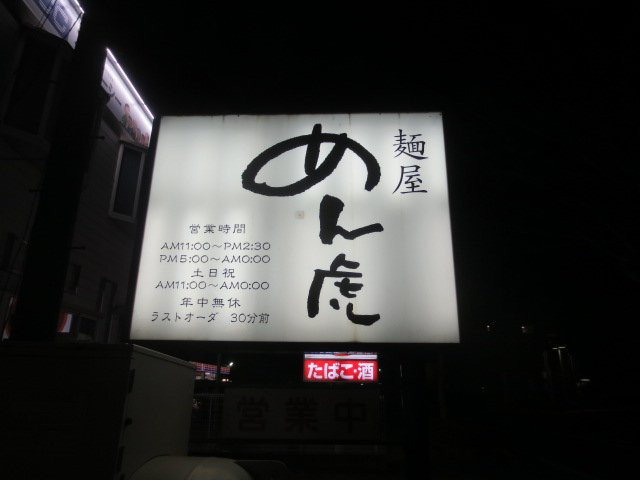 麺屋
めん虎
営業時間
AM11:00～PM2:30
PM5:00～AM0:00
土日祝
AM11:00～AM0:00
年中無休
ラストオーダ 30分前
たばこ・酒
営業中